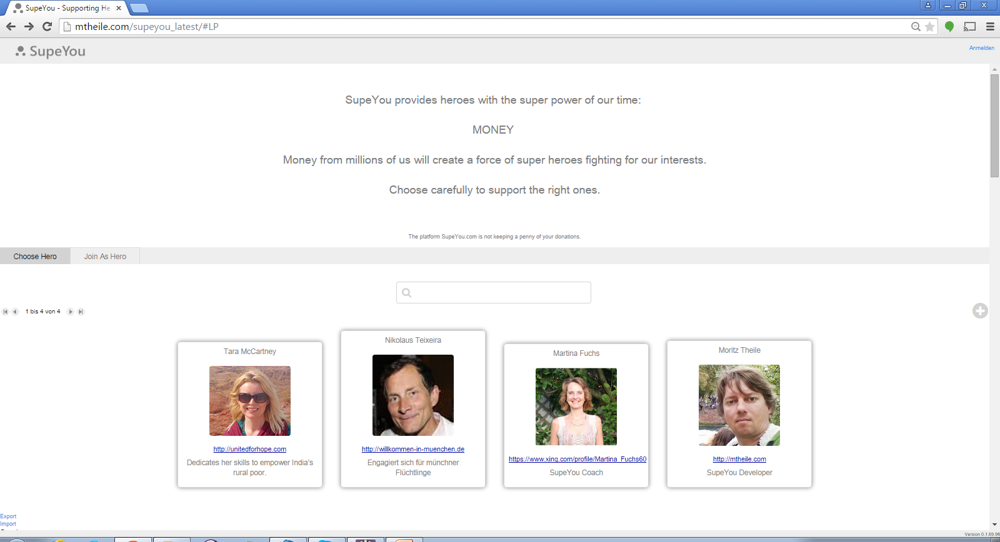 SupeYou - Supporting He
mtheile.com/supeyou_latest/#LP
SupeYou
Anmelden
SupeYou provides heroes with the super power of our time:
MONEY
Money from millions of us will create a force of super heroes fighting for our interests.
Choose carefully to support the right ones.
The platform SupeYou.com is not keeping a penny of your donations.
Choose Hero
Join As Hero
1 bis 4 von 4
Tara McCartney
http://unitedforhope.com
Dedicates her skills to empower India's
rural poor.
Nikolaus Teixeira
http://willkommen-in-muenchen.de
Engagiert sich für münchner
Flüchtlinge
Martina Fuchs
https://www.xing.com/profile/Martina_Fuchs60
SupeYou Coach
Moritz Theile
http://mtheile.com
SupeYou Developer
Export
Import
Version 0.1.69.98